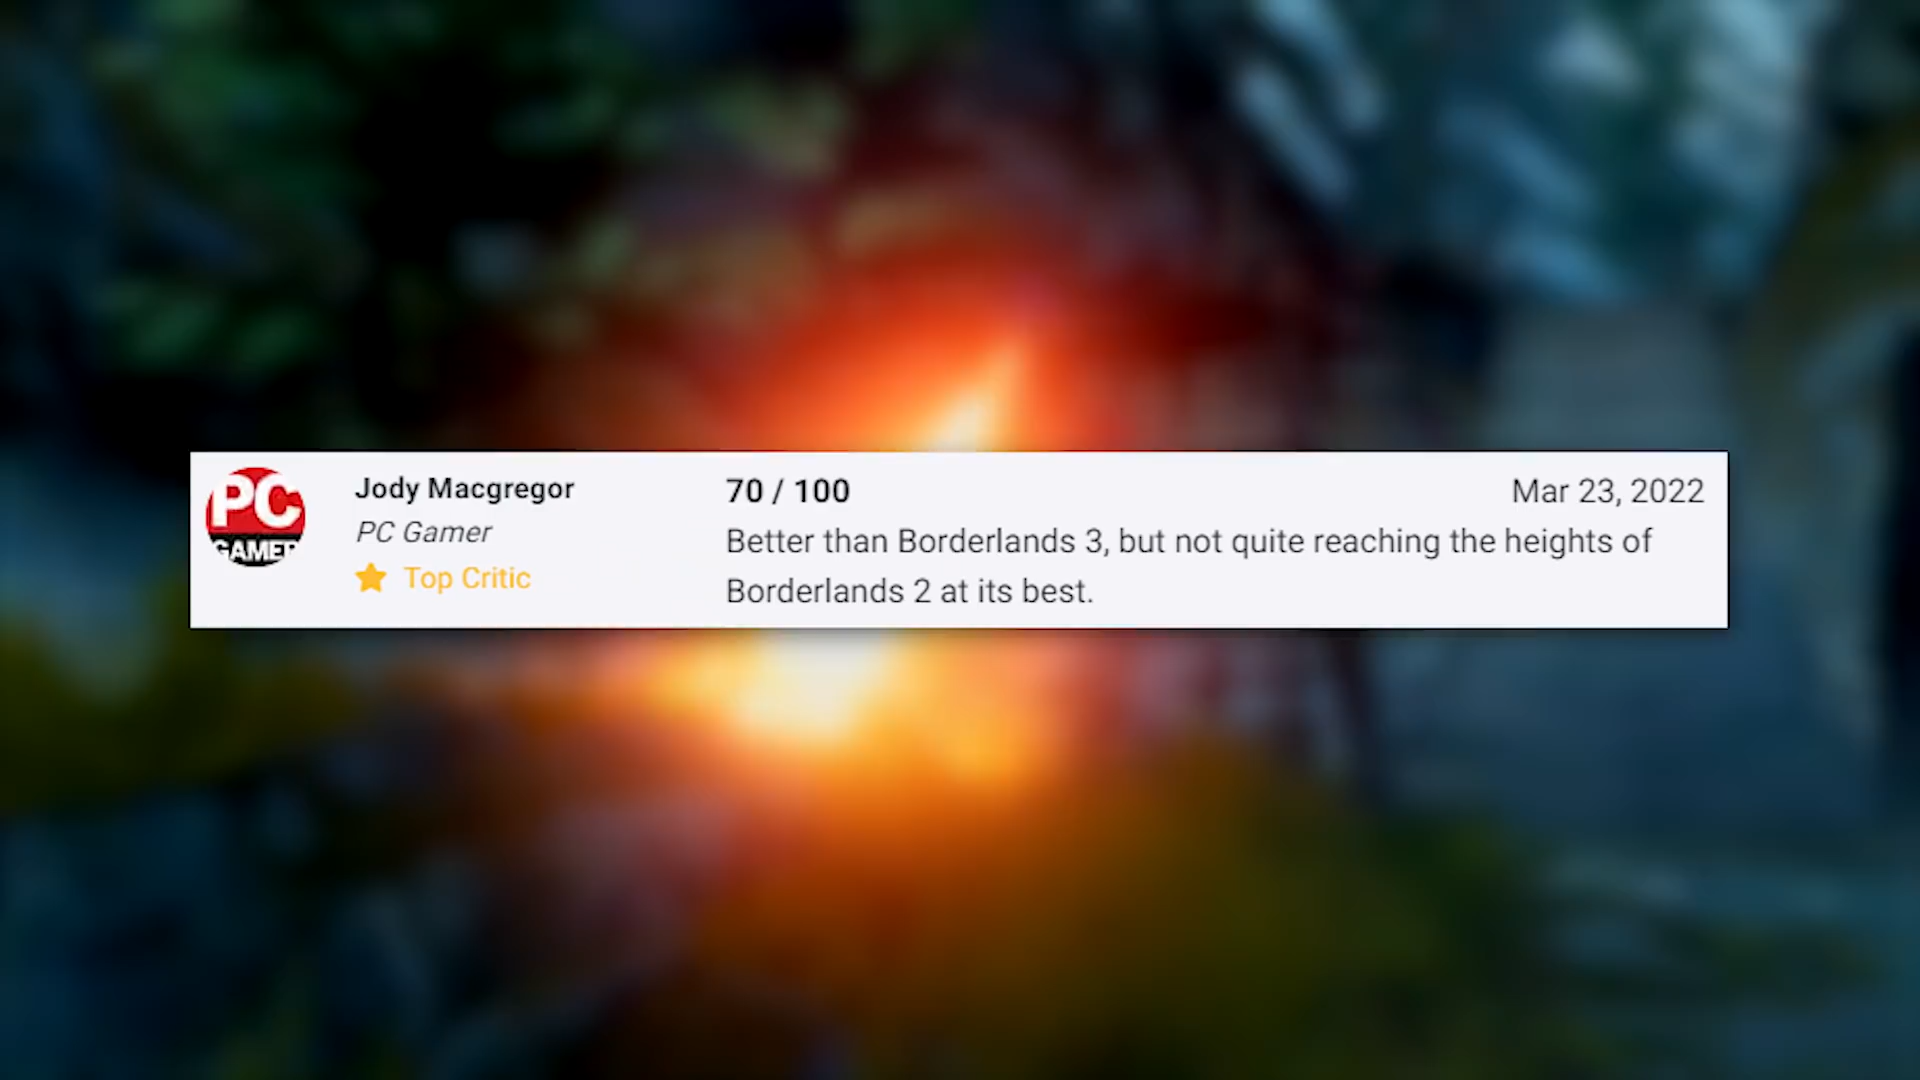 PC
GAMER
Jody Macgregor
PC Gamer
Top Critic
70 / 100
Mar 23, 2022
Better than Borderlands 3, but not quite reaching the heights of
Borderlands 2 at its best.